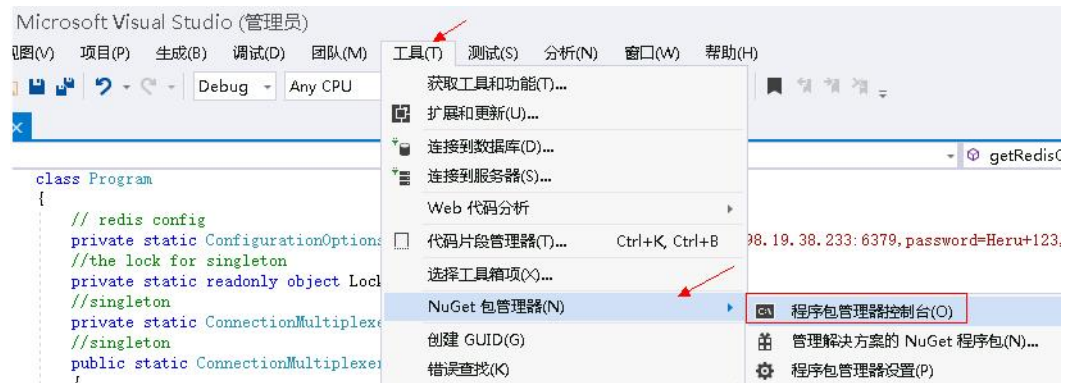 Microsoft Visual Studio (管理员)
视图(V) 项目(P) 生成(B) 调试(D) 团队(M) 工具(T) 测试(S) 分析(N) 窗口(W) 帮助(H)
Debug Any CPU
获取工具和功能(T)...
扩展和更新(U)...
连接到数据库(D)...
getRedisC
连接到服务器(S)...
class Program
{
Web 代码分析
// redis config
private static ConfigurationOptions
代码片段管理器(T)... Ctrl+K, Ctrl+B
98.19.38.233:6379,password=Heru+123,
//the lock for singleton
选择工具箱项(X)...
private static readonly object Lock
//singleton
NuGet 包管理器(N)
程序包管理器控制台(O)
private static ConnectionMultiplexe
//singleton
创建 GUID(G)
管理解决方案的 NuGet 程序包(N)...
public static ConnectionMultiplexer
错误查找(K)
程序包管理器设置(P)